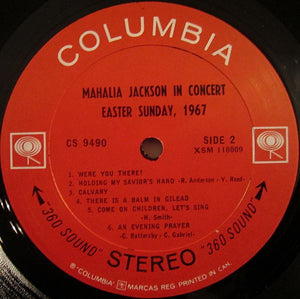 COLUMBIA
MAHALIA JACKSON IN CONCERT
EASTER SUNDAY, 1967
CS 9490
SIDE 2
XSM 118009
1. WERE YOU THERE?
2. HOLDING MY SAVIOR'S HAND -R. Anderson - Y. Reed-
3. CALVARY
4. THERE IS A BALM IN GILEAD
5. COME ON CHILDREN, LET'S SING
-H. Smith-
6. AN EVENING PRAYER
-C. Battersby - C. Gabriel-
"360 SOUND" STEREO "360 SOUND"
® "COLUMBIA" MARCAS REG. PRINTED IN CAN.